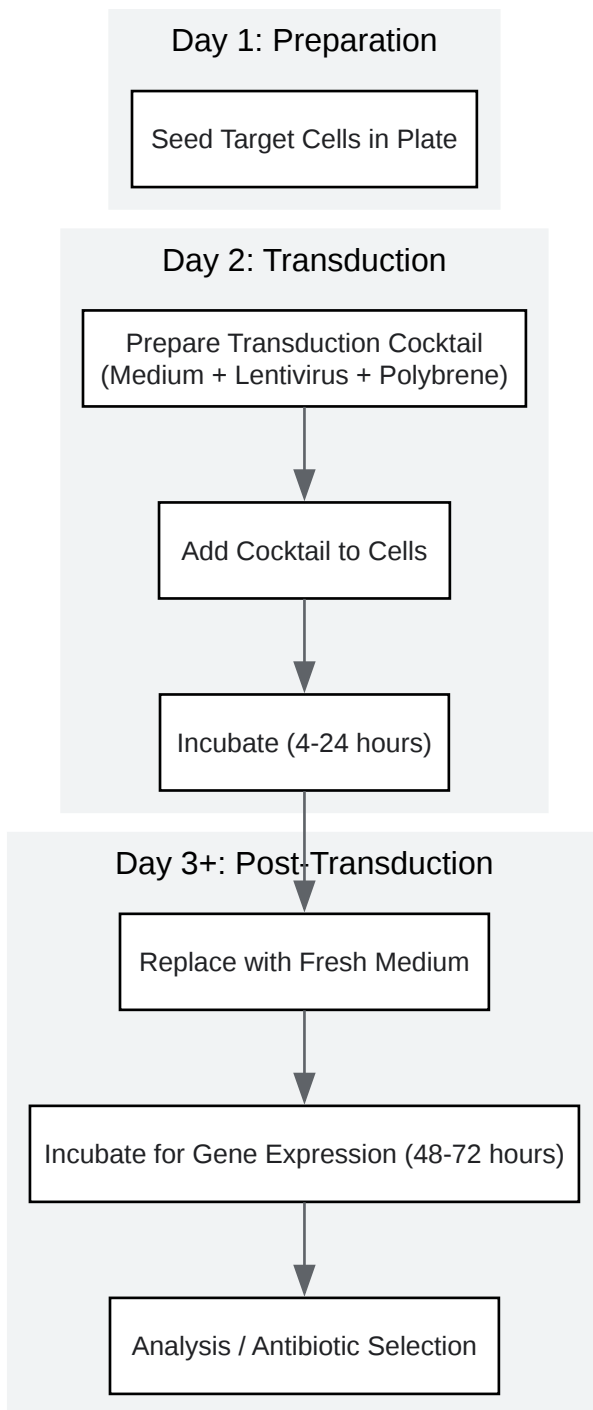 Day 1: Preparation
Seed Target Cells in Plate
Day 2: Transduction
Prepare Transduction Cocktail
(Medium + Lentivirus + Polybrene)
Add Cocktail to Cells
Incubate (4-24 hours)
Day 3+: Post-Transduction
Replace with Fresh Medium
Incubate for Gene Expression (48-72 hours)
Analysis / Antibiotic Selection